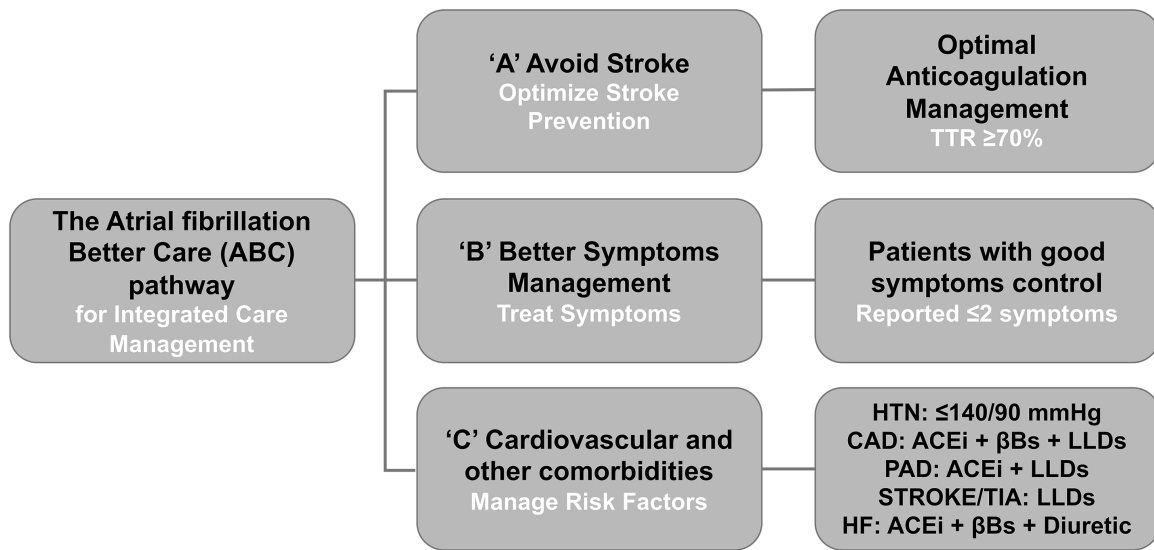 The Atrial fibrillation
Better Care (ABC)
pathway
for Integrated Care
Management
‘A’ Avoid Stroke
Optimize Stroke
Prevention
Optimal
Anticoagulation
Management
TTR ≥70%
‘B’ Better Symptoms
Management
Treat Symptoms
Patients with good
symptoms control
Reported ≤2 symptoms
‘C’ Cardiovascular and
other comorbidities
Manage Risk Factors
HTN: ≤140/90 mmHg
CAD: ACEi + βBs + LLDs
PAD: ACEi + LLDs
STROKE/TIA: LLDs
HF: ACEi + βBs + Diuretic